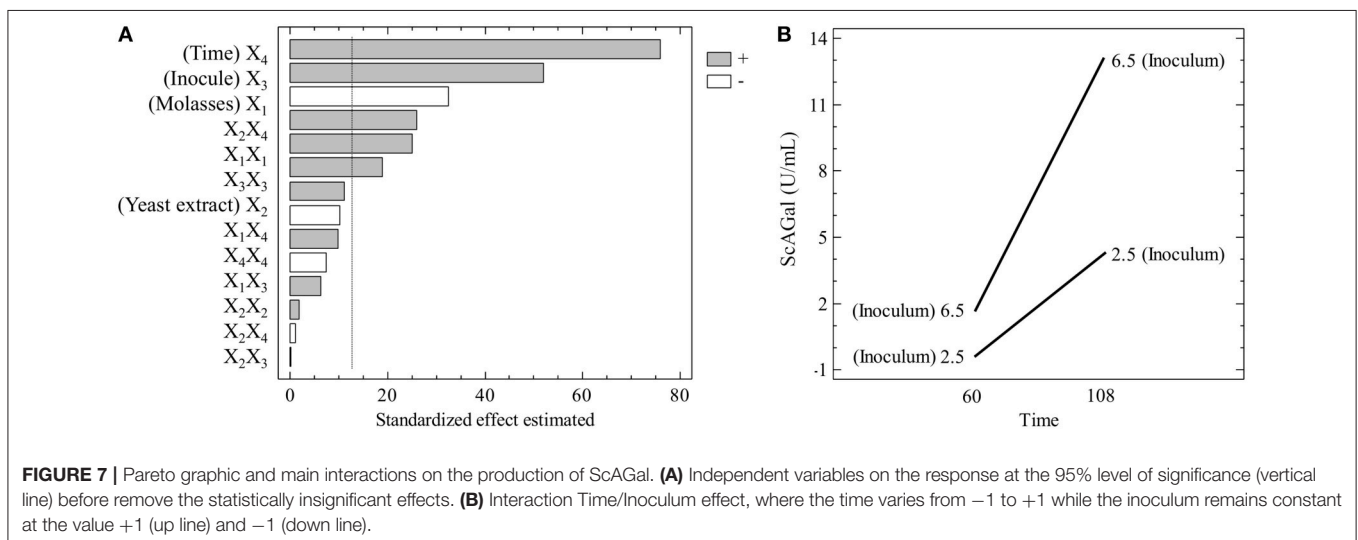 A
(Time) X4
(Inocule) X3
(Molasses) X1
X2X4
X1X1
X3X3
(Yeast extract) X2
X1X4
X4X4
X1X3
X2X2
X2X4
X2X3
0 20 40 60 80
Standardized effect estimated
+
-
B
14
11
8
5
2
-1
ScAGal (U/mL)
6.5 (Inoculum)
2.5 (Inoculum)
(Inoculum) 6.5
(Inoculum) 2.5
60 108
Time
FIGURE 7 | Pareto graphic and main interactions on the production of ScAGal. (A) Independent variables on the response at the 95% level of significance (vertical
line) before remove the statistically insignificant effects. (B) Interaction Time/Inoculum effect, where the time varies from −1 to +1 while the inoculum remains constant
at the value +1 (up line) and −1 (down line).